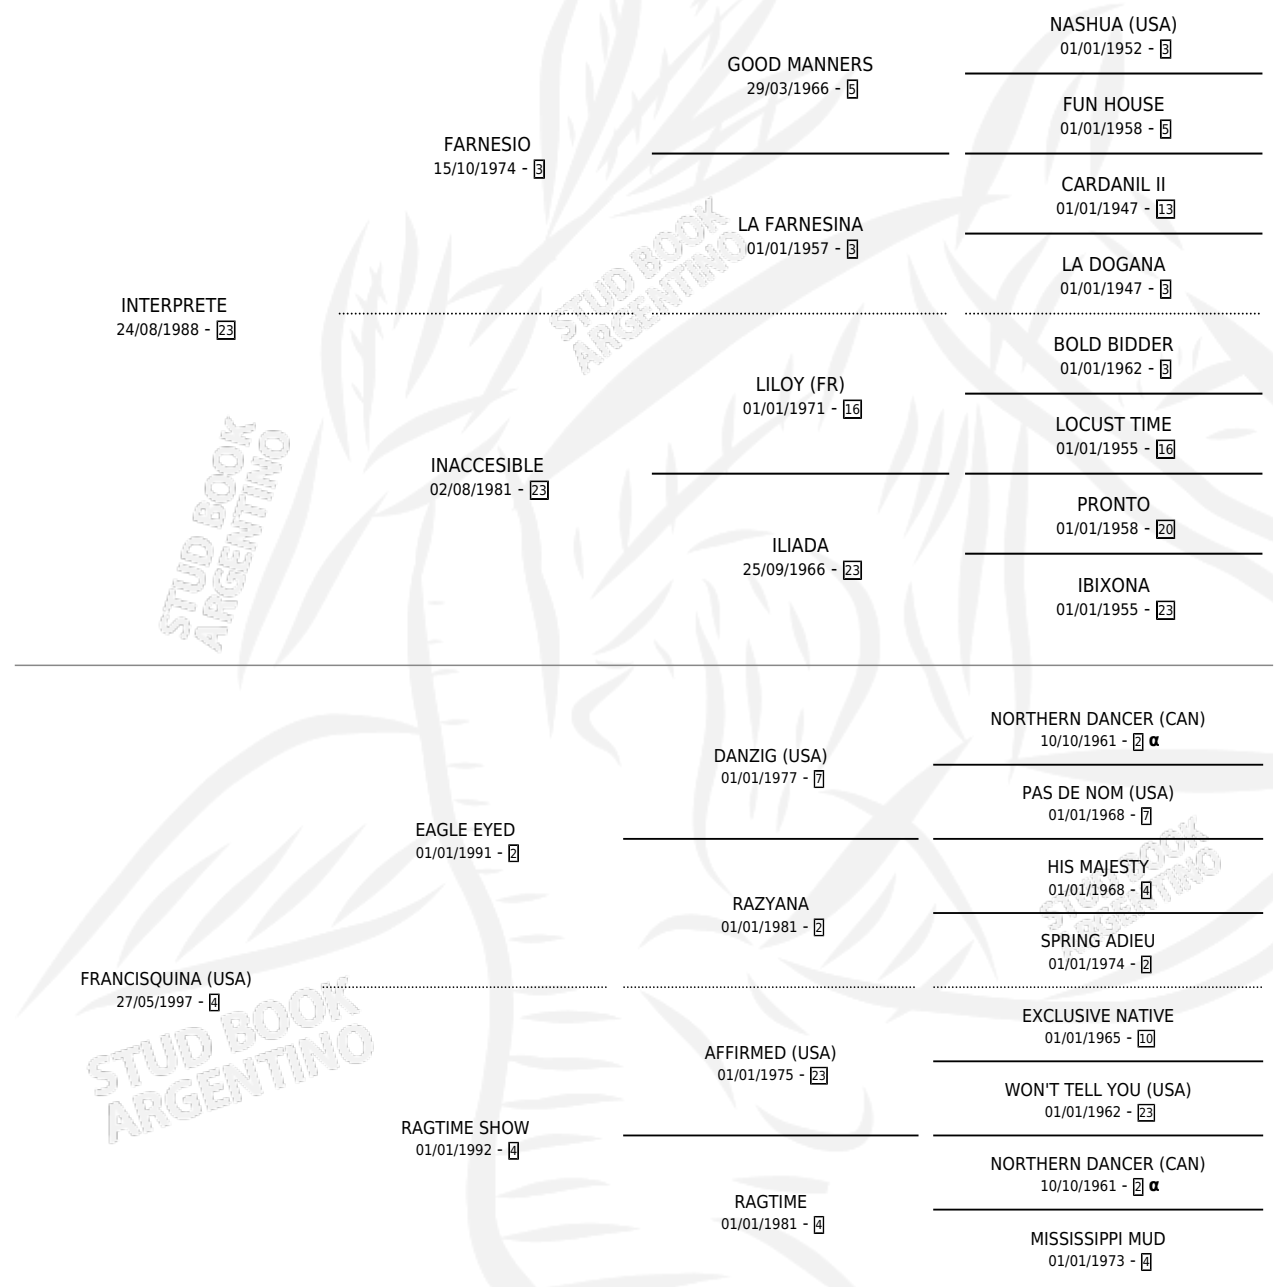 NASHUA (USA)
01/01/1952 - 3
GOOD MANNERS
29/03/1966 - 5
FUN HOUSE
01/01/1958 - 5
FARNESIO
15/10/1974 - 3
CARDANIL II
01/01/1947 - 13
LA FARNESINA
01/01/1957 - 3
LA DOGANA
01/01/1947 - 3
INTERPRETE
24/08/1988 - 23
BOLD BIDDER
01/01/1962 - 3
LILOY (FR)
01/01/1971 - 16
LOCUST TIME
01/01/1955 - 16
INACCESIBLE
02/08/1981 - 23
PRONTO
01/01/1958 - 20
ILIADA
25/09/1966 - 23
IBIXONA
01/01/1955 - 23
NORTHERN DANCER (CAN)
10/10/1961 - 2 α
DANZIG (USA)
01/01/1977 - 7
PAS DE NOM (USA)
01/01/1968 - 7
EAGLE EYED
01/01/1991 - 2
HIS MAJESTY
01/01/1968 - 4
RAZYANA
01/01/1981 - 2
SPRING ADIEU
01/01/1974 - 2
FRANCISQUINA (USA)
27/05/1997 - 4
EXCLUSIVE NATIVE
01/01/1965 - 10
AFFIRMED (USA)
01/01/1975 - 23
WON'T TELL YOU (USA)
01/01/1962 - 23
RAGTIME SHOW
01/01/1992 - 4
NORTHERN DANCER (CAN)
10/10/1961 - 2 α
RAGTIME
01/01/1981 - 4
MISSISSIPPI MUD
01/01/1973 - 4
STUD BOOK
ARGENTINO
STUD BOOK
ARGENTINO
STUD BOOK
ARGENTINO
STUD BOOK
ARGENTINO